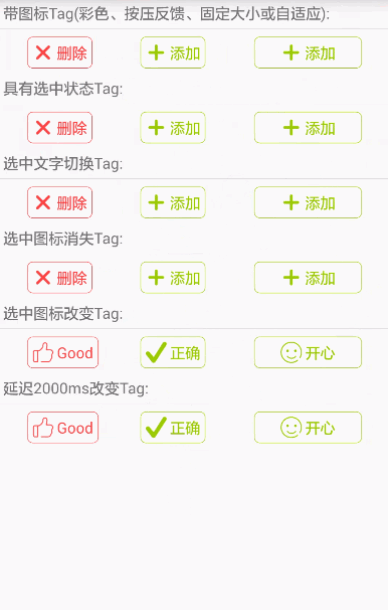 带图标Tag(彩色、按压反馈、固定大小或自适应):
删除 添加 添加
具有选中状态Tag:
删除 添加 添加
选中文字切换Tag:
删除 添加 添加
选中图标消失Tag:
删除 添加 添加
选中图标改变Tag:
Good 正确 开心
延迟2000ms改变Tag:
Good 正确 开心